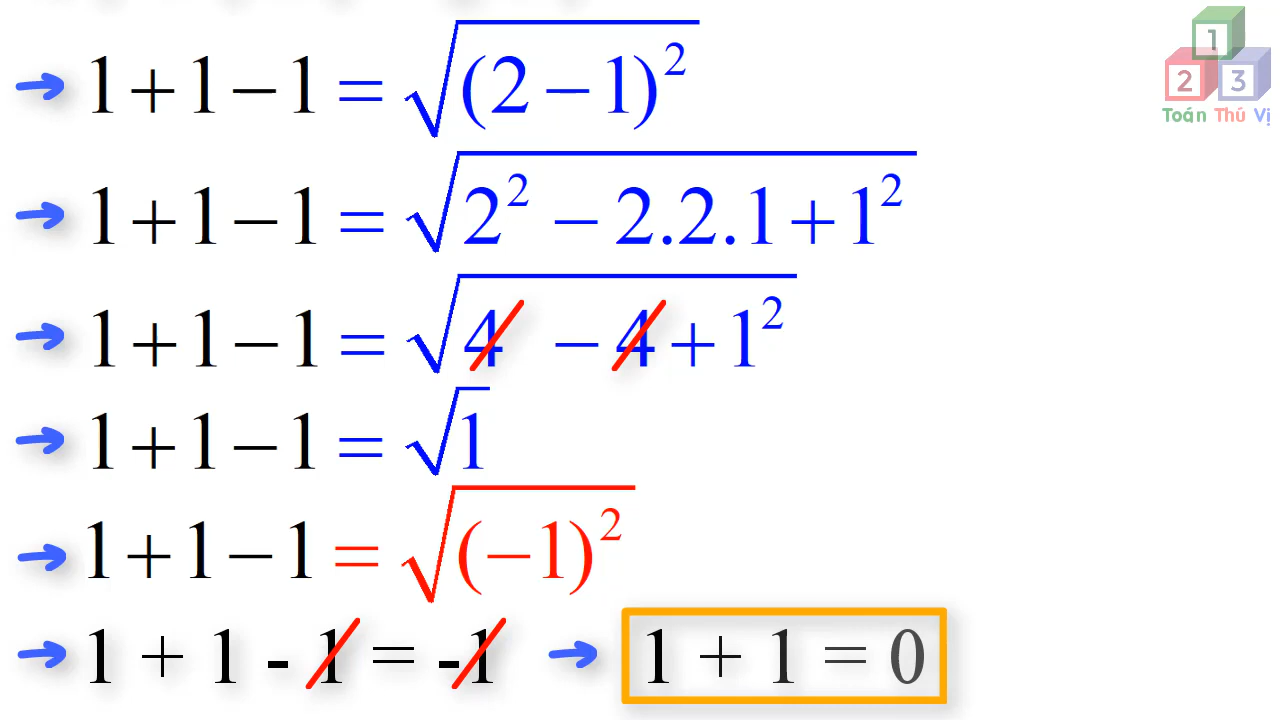 → 1+1−1 = √(2−1)²
→ 1+1−1 = √2² − 2.2.1+1²
→ 1+1−1 = √4 − 4+1²
→ 1+1−1 = √1
→ 1+1−1 = √(−1)²
→ 1 + 1 - 1 = -1 → 1 + 1 = 0
1
2 3
Toán Thú Vị